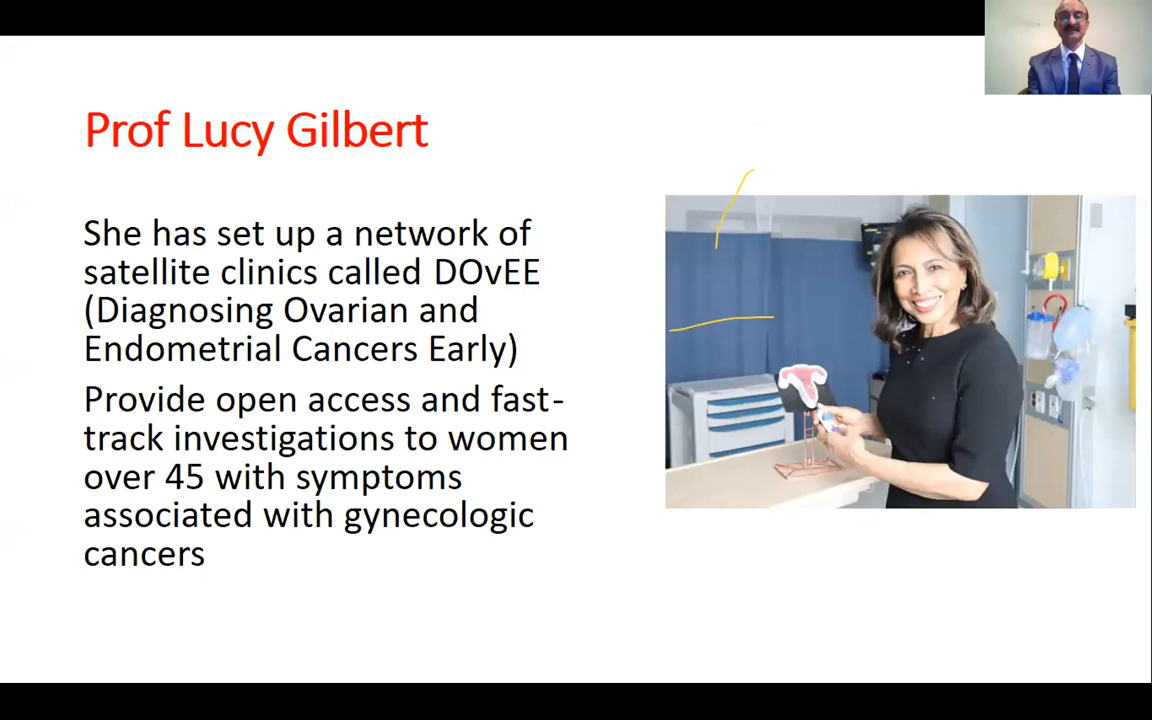 Prof Lucy Gilbert
She has set up a network of
satellite clinics called DOvEE
(Diagnosing Ovarian and
Endometrial Cancers Early)
Provide open access and fast-
track investigations to women
over 45 with symptoms
associated with gynecologic
cancers